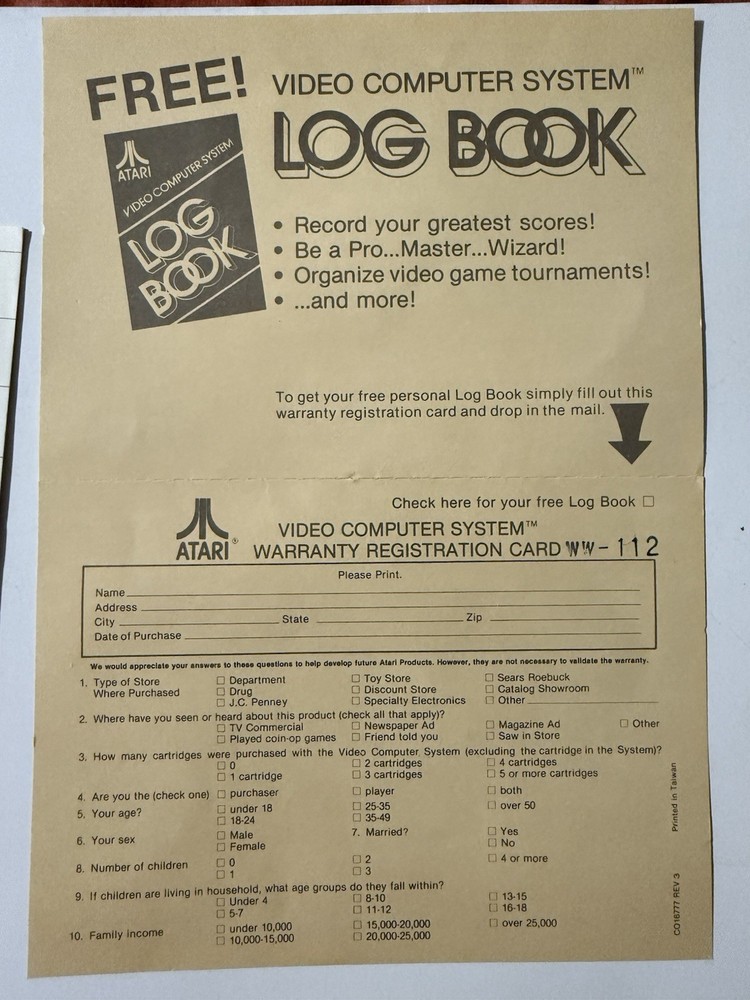 FREE!
VIDEO COMPUTER SYSTEM™
LOG BOOK
ATARI
VIDEO COMPUTER SYSTEM
LOG
BOOK
• Record your greatest scores!
• Be a Pro...Master...Wizard!
• Organize video game tournaments!
• ...and more!
To get your free personal Log Book simply fill out this
warranty registration card and drop in the mail.
Check here for your free Log Book ☐
ATARI®
VIDEO COMPUTER SYSTEM™
WARRANTY REGISTRATION CARD WW-112
Please Print.
Name
Address
City State Zip
Date of Purchase
We would appreciate your answers to these questions to help develop future Atari Products. However, they are not necessary to validate the warranty.
1. Type of Store ☐ Department ☐ Toy Store ☐ Sears Roebuck
Where Purchased ☐ Drug ☐ Discount Store ☐ Catalog Showroom
☐ J.C. Penney ☐ Specialty Electronics ☐ Other
2. Where have you seen or heard about this product (check all that apply)?
☐ TV Commercial ☐ Newspaper Ad ☐ Magazine Ad ☐ Other
☐ Played coin-op games ☐ Friend told you ☐ Saw in Store
3. How many cartridges were purchased with the Video Computer System (excluding the cartridge in the System)?
☐ 0 ☐ 2 cartridges ☐ 4 cartridges
☐ 1 cartridge ☐ 3 cartridges ☐ 5 or more cartridges
4. Are you the (check one) ☐ purchaser ☐ player ☐ both
5. Your age? ☐ under 18 ☐ 25-35 ☐ over 50
☐ 18-24 ☐ 35-49
6. Your sex ☐ Male 7. Married? ☐ Yes
☐ Female ☐ No
8. Number of children ☐ 0 ☐ 2 ☐ 4 or more
☐ 1 ☐ 3
9. If children are living in household, what age groups do they fall within?
☐ Under 4 ☐ 8-10 ☐ 13-15
☐ 5-7 ☐ 11-12 ☐ 16-18
10. Family income ☐ under 10,000 ☐ 15,000-20,000 ☐ over 25,000
☐ 10,000-15,000 ☐ 20,000-25,000
Printed in Taiwan
CO16777 REV 3